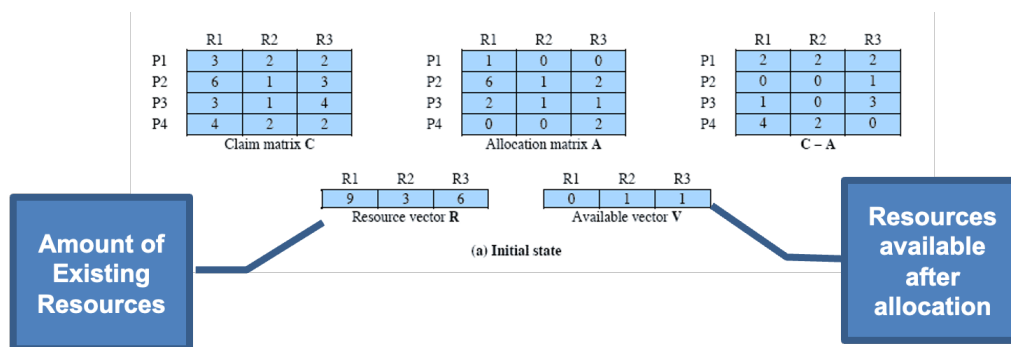 R1 R2 R3
P1 3 2 2
P2 6 1 3
P3 3 1 4
P4 4 2 2
Claim matrix C
R1 R2 R3
P1 1 0 0
P2 6 1 2
P3 2 1 1
P4 0 0 2
Allocation matrix A
R1 R2 R3
P1 2 2 2
P2 0 0 1
P3 1 0 3
P4 4 2 0
C – A
R1 R2 R3
9 3 6
Resource vector R
R1 R2 R3
0 1 1
Available vector V
(a) Initial state
Amount of
Existing
Resources
Resources
available
after
allocation